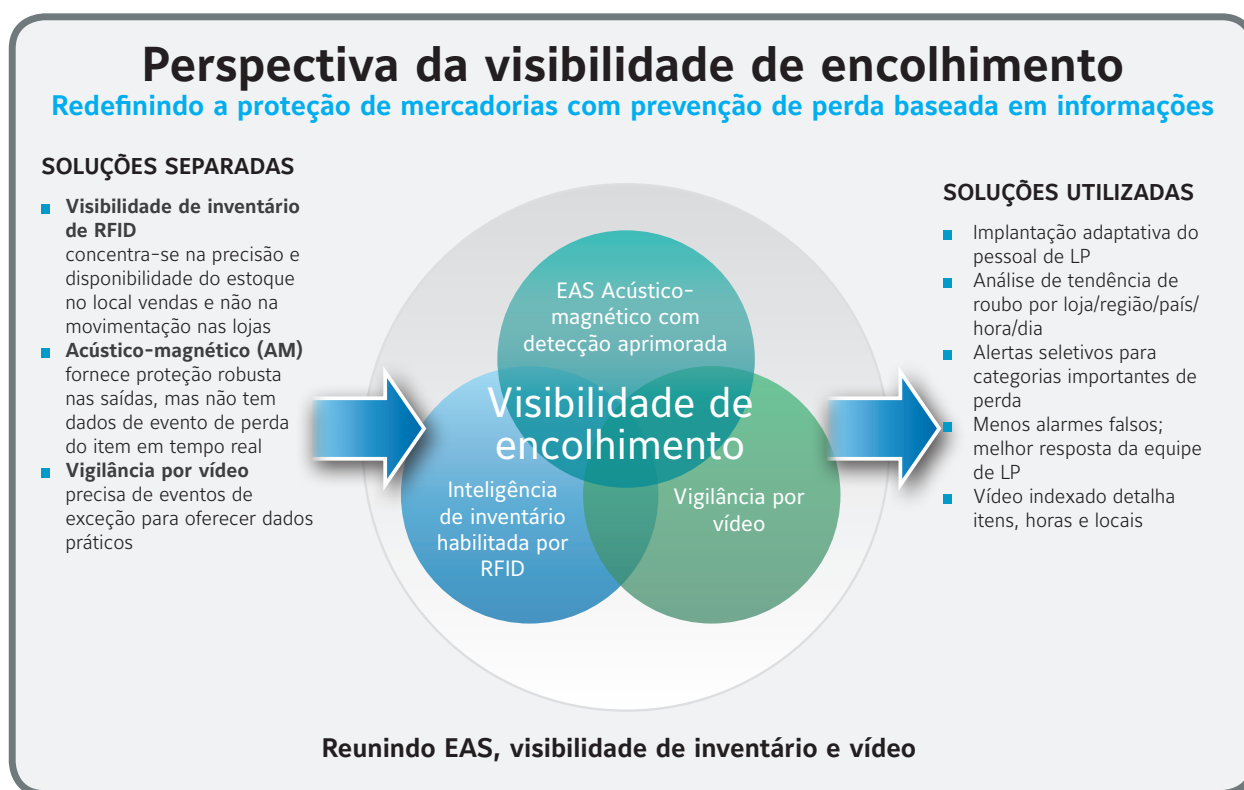 Perspectiva da visibilidade de encolhimento
Redefinindo a proteção de mercadorias com prevenção de perda baseada em informações
SOLUÇÕES SEPARADAS
Visibilidade de inventário
de RFID
concentra-se na precisão e
disponibilidade do estoque
no local vendas e não na
movimentação nas lojas
Acústico-magnético (AM)
fornece proteção robusta
nas saídas, mas não tem
dados de evento de perda
do item em tempo real
Vigilância por vídeo
precisa de eventos de
exceção para oferecer dados
práticos
EAS Acústico-
magnético com
detecção aprimorada
Visibilidade de
encolhimento
Inteligência
de inventário
habilitada por
RFID
Vigilância por
vídeo
SOLUÇÕES UTILIZADAS
Implantação adaptativa do
pessoal de LP
Análise de tendência de
roubo por loja/região/país/
hora/dia
Alertas seletivos para
categorias importantes de
perda
Menos alarmes falsos;
melhor resposta da equipe
de LP
Vídeo indexado detalha
itens, horas e locais
Reunindo EAS, visibilidade de inventário e vídeo